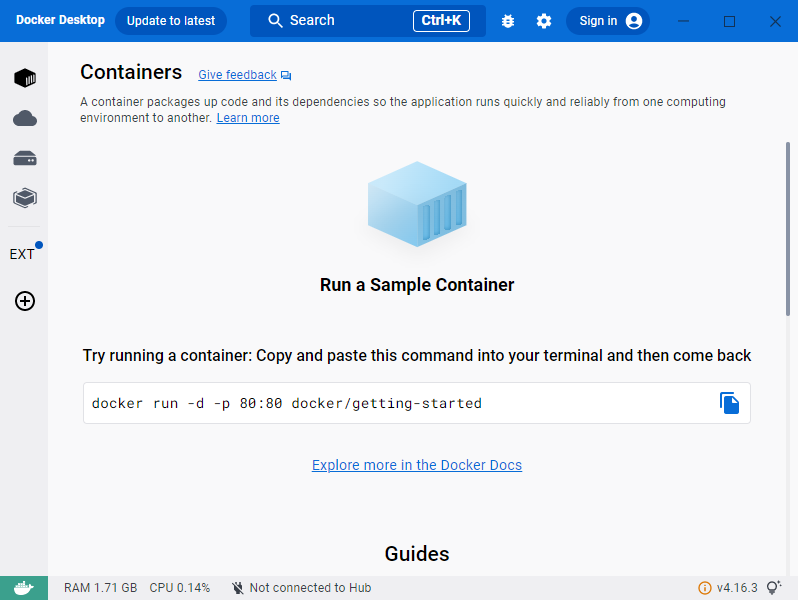 Docker Desktop
Update to latest
Search
Ctrl+K
Sign in
Containers
Give feedback
A container packages up code and its dependencies so the application runs quickly and reliably from one computing
environment to another. Learn more
EXT
Run a Sample Container
Try running a container: Copy and paste this command into your terminal and then come back
docker run -d -p 80:80 docker/getting-started
Explore more in the Docker Docs
Guides
RAM 1.71 GB
CPU 0.14%
Not connected to Hub
v4.16.3